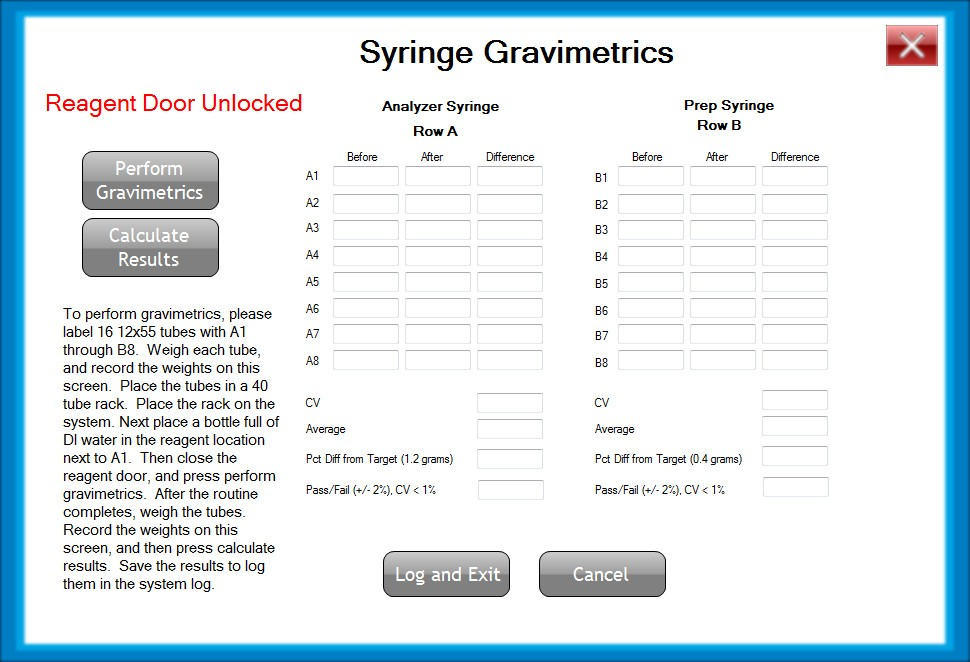 Syringe Gravimetrics
Reagent Door Unlocked
Perform
Gravimetrics
Calculate
Results
To perform gravimetrics, please
label 16 12x55 tubes with A1
through B8.  Weigh each tube,
and record the weights on this
screen.  Place the tubes in a 40
tube rack.  Place the rack on the
system. Next place a bottle full of
DI water in the reagent location
next to A1.  Then close the
reagent door, and press perform
gravimetrics.  After the routine
completes, weigh the tubes.
Record the weights on this
screen, and then press calculate
results.  Save the results to log
them in the system log.
Analyzer Syringe
Row A
Before After Difference
A1
A2
A3
A4
A5
A6
A7
A8
CV
Average
Pct Diff from Target (1.2 grams)
Pass/Fail (+/- 2%), CV < 1%
Prep Syringe
Row B
Before After Difference
B1
B2
B3
B4
B5
B6
B7
B8
CV
Average
Pct Diff from Target (0.4 grams)
Pass/Fail (+/- 2%), CV < 1%
Log and Exit
Cancel